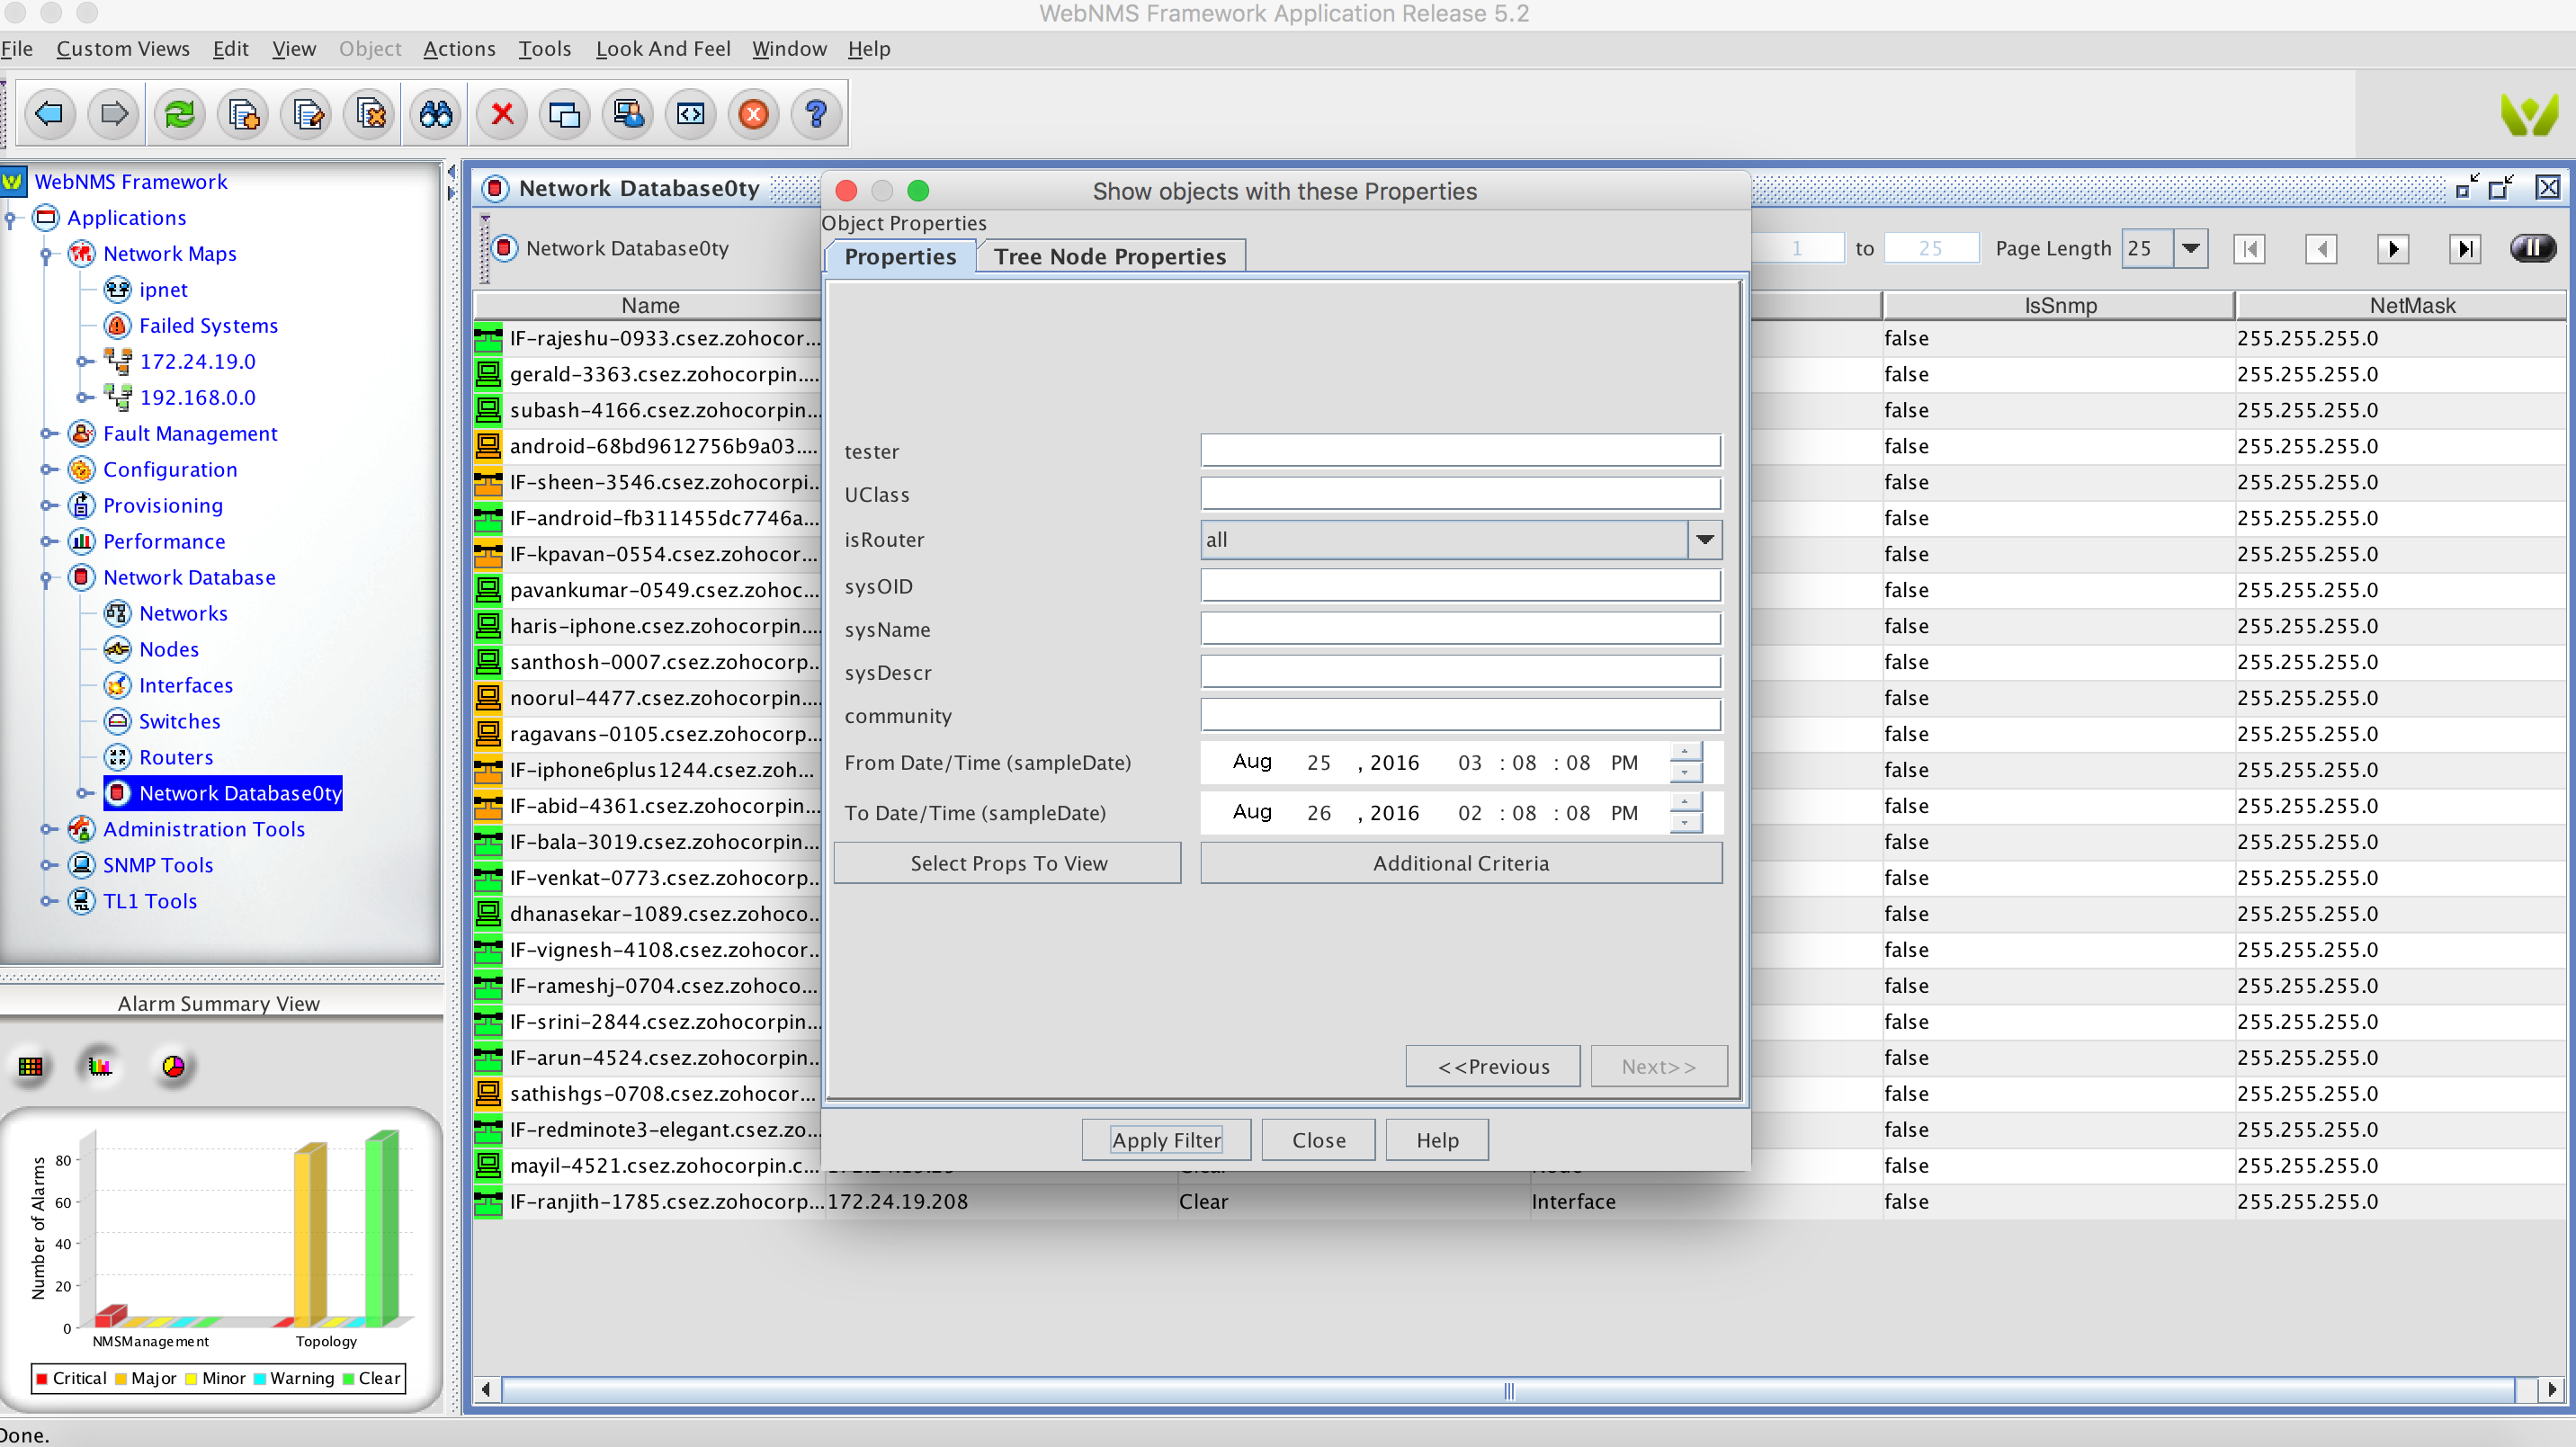 WebNMS Framework Application Release 5.2
File Custom Views Edit View Object Actions Tools Look And Feel Window Help
WebNMS Framework
Applications
Network Maps
ipnet
Failed Systems
172.24.19.0
192.168.0.0
Fault Management
Configuration
Provisioning
Performance
Network Database
Networks
Nodes
Interfaces
Switches
Routers
Network Database0ty
Administration Tools
SNMP Tools
TL1 Tools
Alarm Summary View
Number of Alarms
80
60
40
20
0
NMSManagement Topology
Critical Major Minor Warning Clear
Done.
Network Database0ty
Network Database0ty
1 to 25 Page Length 25
Name IsSnmp NetMask
IF-rajeshu-0933.csez.zohocor... false 255.255.255.0
gerald-3363.csez.zohocorpin.... false 255.255.255.0
subash-4166.csez.zohocorpin... false 255.255.255.0
android-68bd9612756b9a03.... false 255.255.255.0
IF-sheen-3546.csez.zohocorpi... false 255.255.255.0
IF-android-fb311455dc7746a... false 255.255.255.0
IF-kpavan-0554.csez.zohocor... false 255.255.255.0
pavankumar-0549.csez.zohoc... false 255.255.255.0
haris-iphone.csez.zohocorpin.... false 255.255.255.0
santhosh-0007.csez.zohocorp... false 255.255.255.0
noorul-4477.csez.zohocorpin.... false 255.255.255.0
ragavans-0105.csez.zohocorp... false 255.255.255.0
IF-iphone6plus1244.csez.zoh... false 255.255.255.0
IF-abid-4361.csez.zohocorpin... false 255.255.255.0
IF-bala-3019.csez.zohocorpin... false 255.255.255.0
IF-venkat-0773.csez.zohocorp... false 255.255.255.0
dhanasekar-1089.csez.zohoco... false 255.255.255.0
IF-vignesh-4108.csez.zohocor... false 255.255.255.0
IF-rameshj-0704.csez.zohoco... false 255.255.255.0
IF-srini-2844.csez.zohocorpin... false 255.255.255.0
IF-arun-4524.csez.zohocorpin... false 255.255.255.0
sathishgs-0708.csez.zohocor... false 255.255.255.0
IF-redminote3-elegant.csez.zo... false 255.255.255.0
mayil-4521.csez.zohocorpin.c... false 255.255.255.0
IF-ranjith-1785.csez.zohocorp... 172.24.19.208 Clear Interface false 255.255.255.0
Show objects with these Properties
Object Properties
Properties Tree Node Properties
tester
UClass
isRouter all
sysOID
sysName
sysDescr
community
From Date/Time (sampleDate) Aug 25 , 2016 03 : 08 : 08 PM
To Date/Time (sampleDate) Aug 26 , 2016 02 : 08 : 08 PM
Select Props To View Additional Criteria
<<Previous Next>>
Apply Filter Close Help